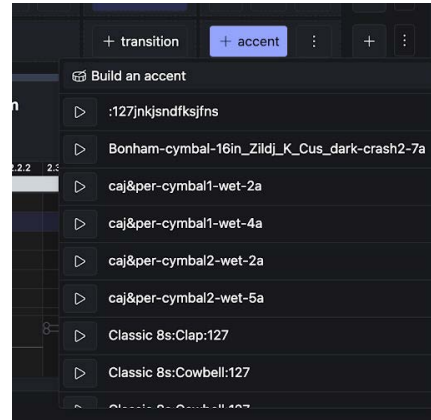 + transition
+ accent
+
Build an accent
m
:127jnkjsndfksjfns
Bonham-cymbal-16in_Zildj_K_Cus_dark-crash2-7a
.2.2
2.3
caj&per-cymbal1-wet-2a
caj&per-cymbal1-wet-4a
caj&per-cymbal2-wet-2a
caj&per-cymbal2-wet-5a
Classic 8s:Clap:127
Classic 8s:Cowbell:127